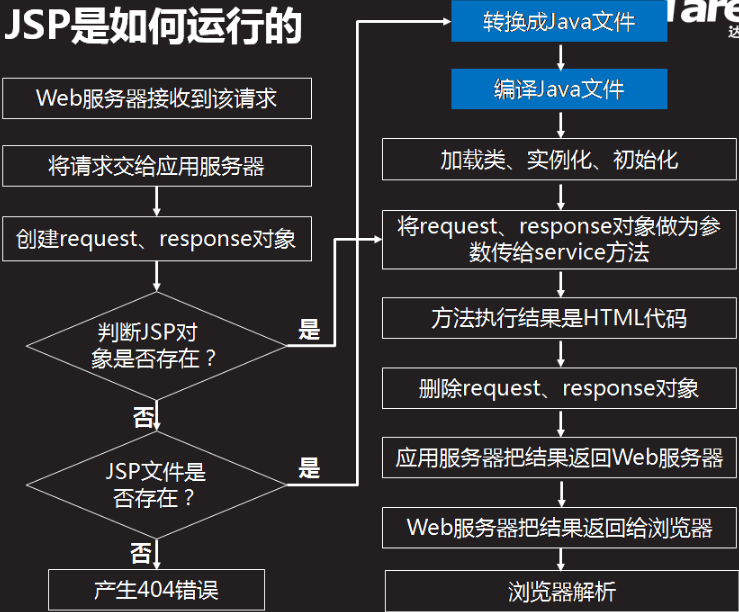 JSP是如何运行的
Web服务器接收到该请求
将请求交给应用服务器
创建request、response对象
判断JSP对
象是否存在？
是
否
JSP文件是
否存在？
是
否
产生404错误
转换成Java文件
编译Java文件
加载类、实例化、初始化
将request、response对象做为参
数传给service方法
方法执行结果是HTML代码
删除request、response对象
应用服务器把结果返回Web服务器
Web服务器把结果返回给浏览器
浏览器解析
达